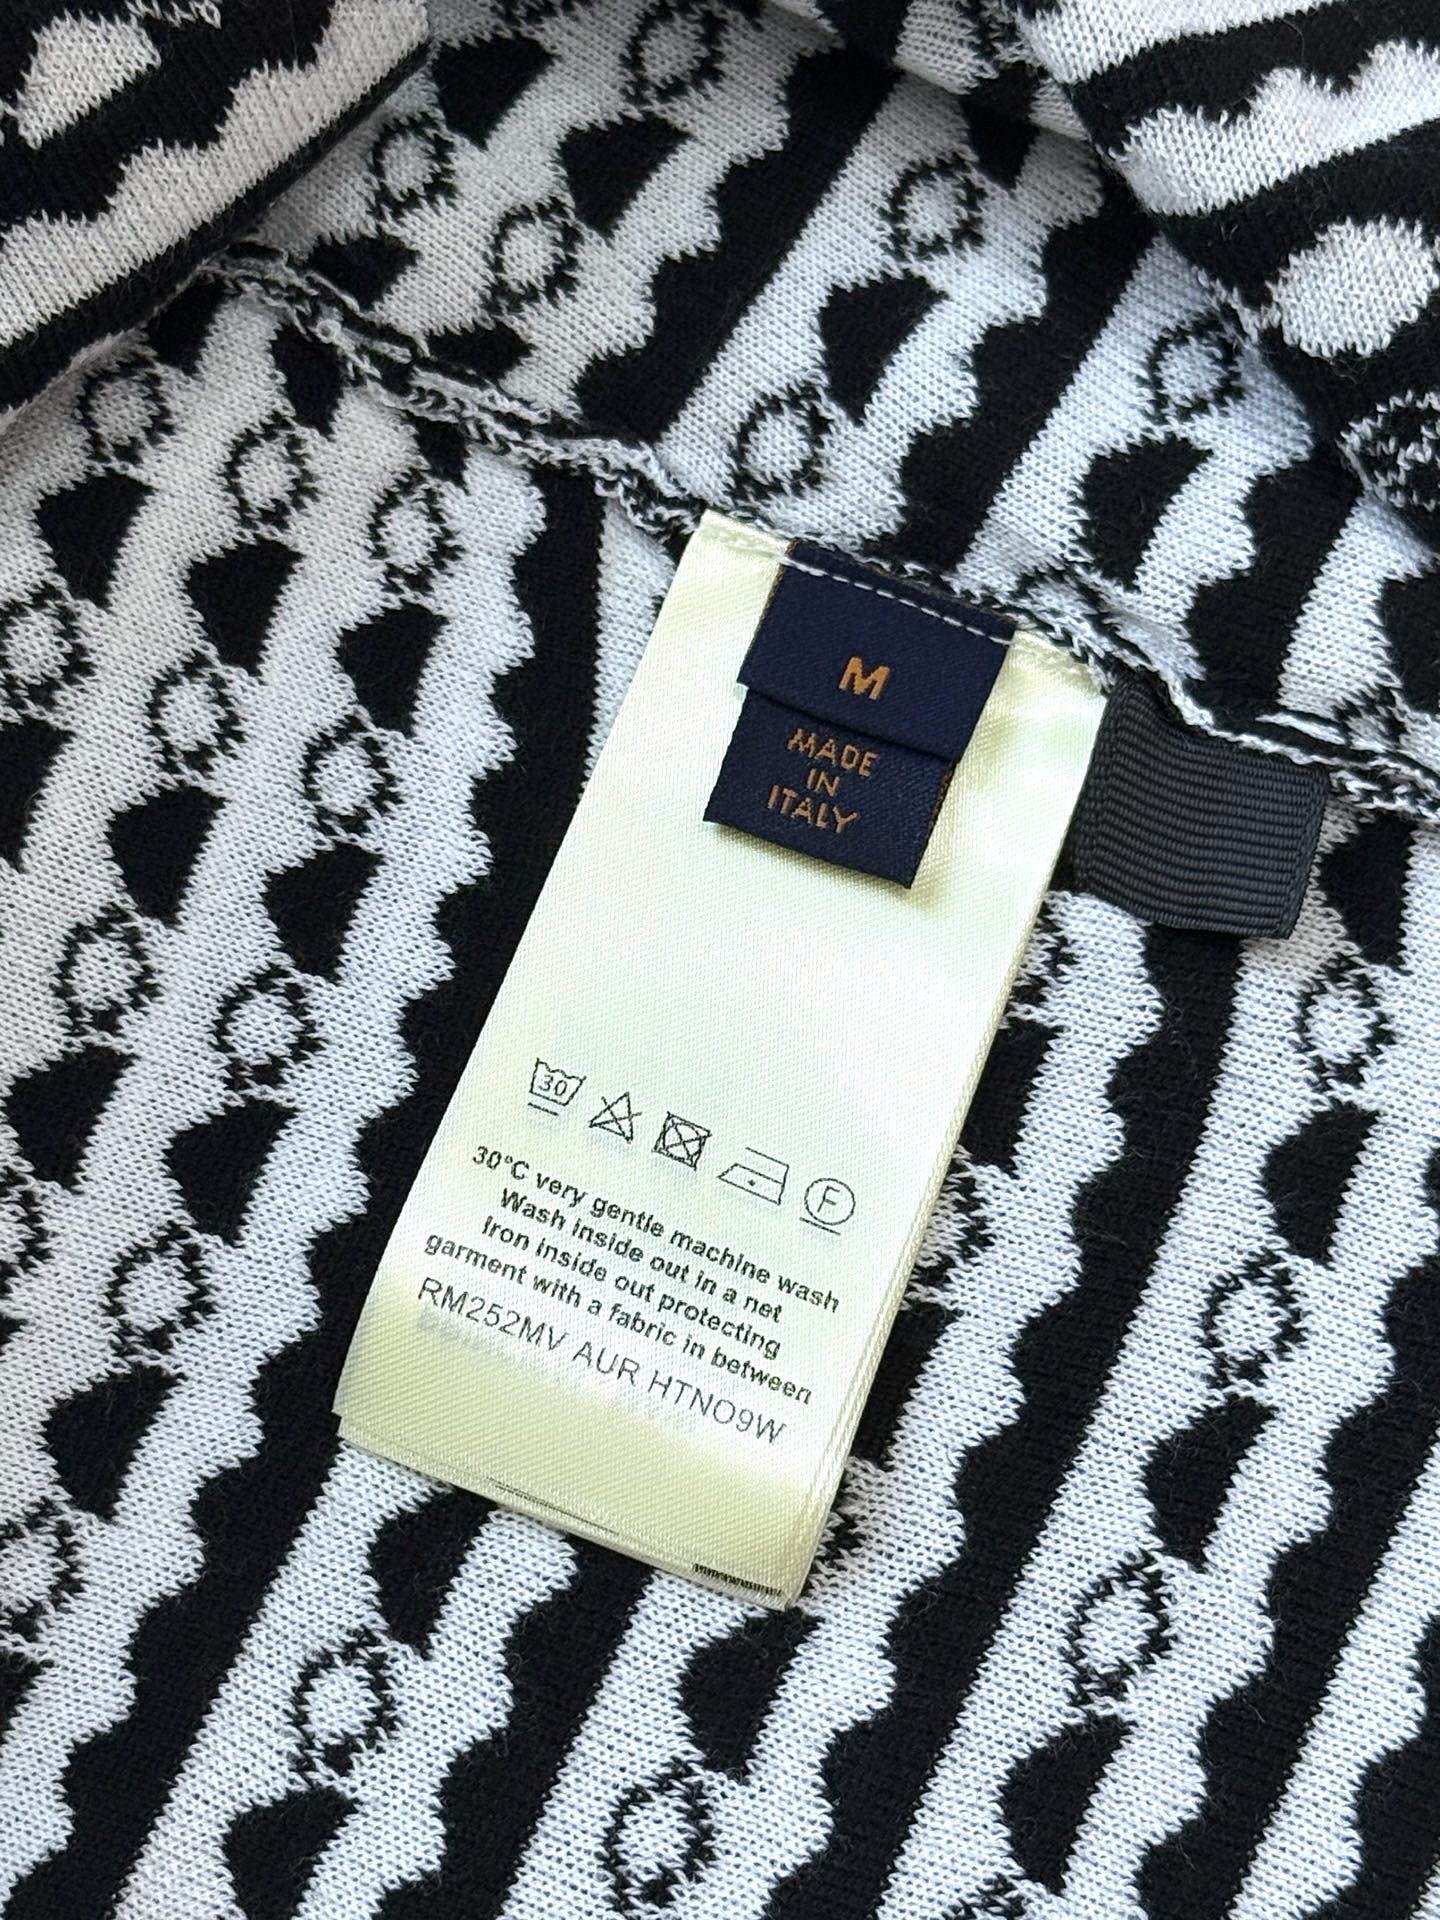 M
MADE
IN
ITALY
30
F
30°C very gentle machine wash
Wash inside out in a net
Iron inside out protecting
garment with a fabric in between
RM252MV AUR HTNO9W